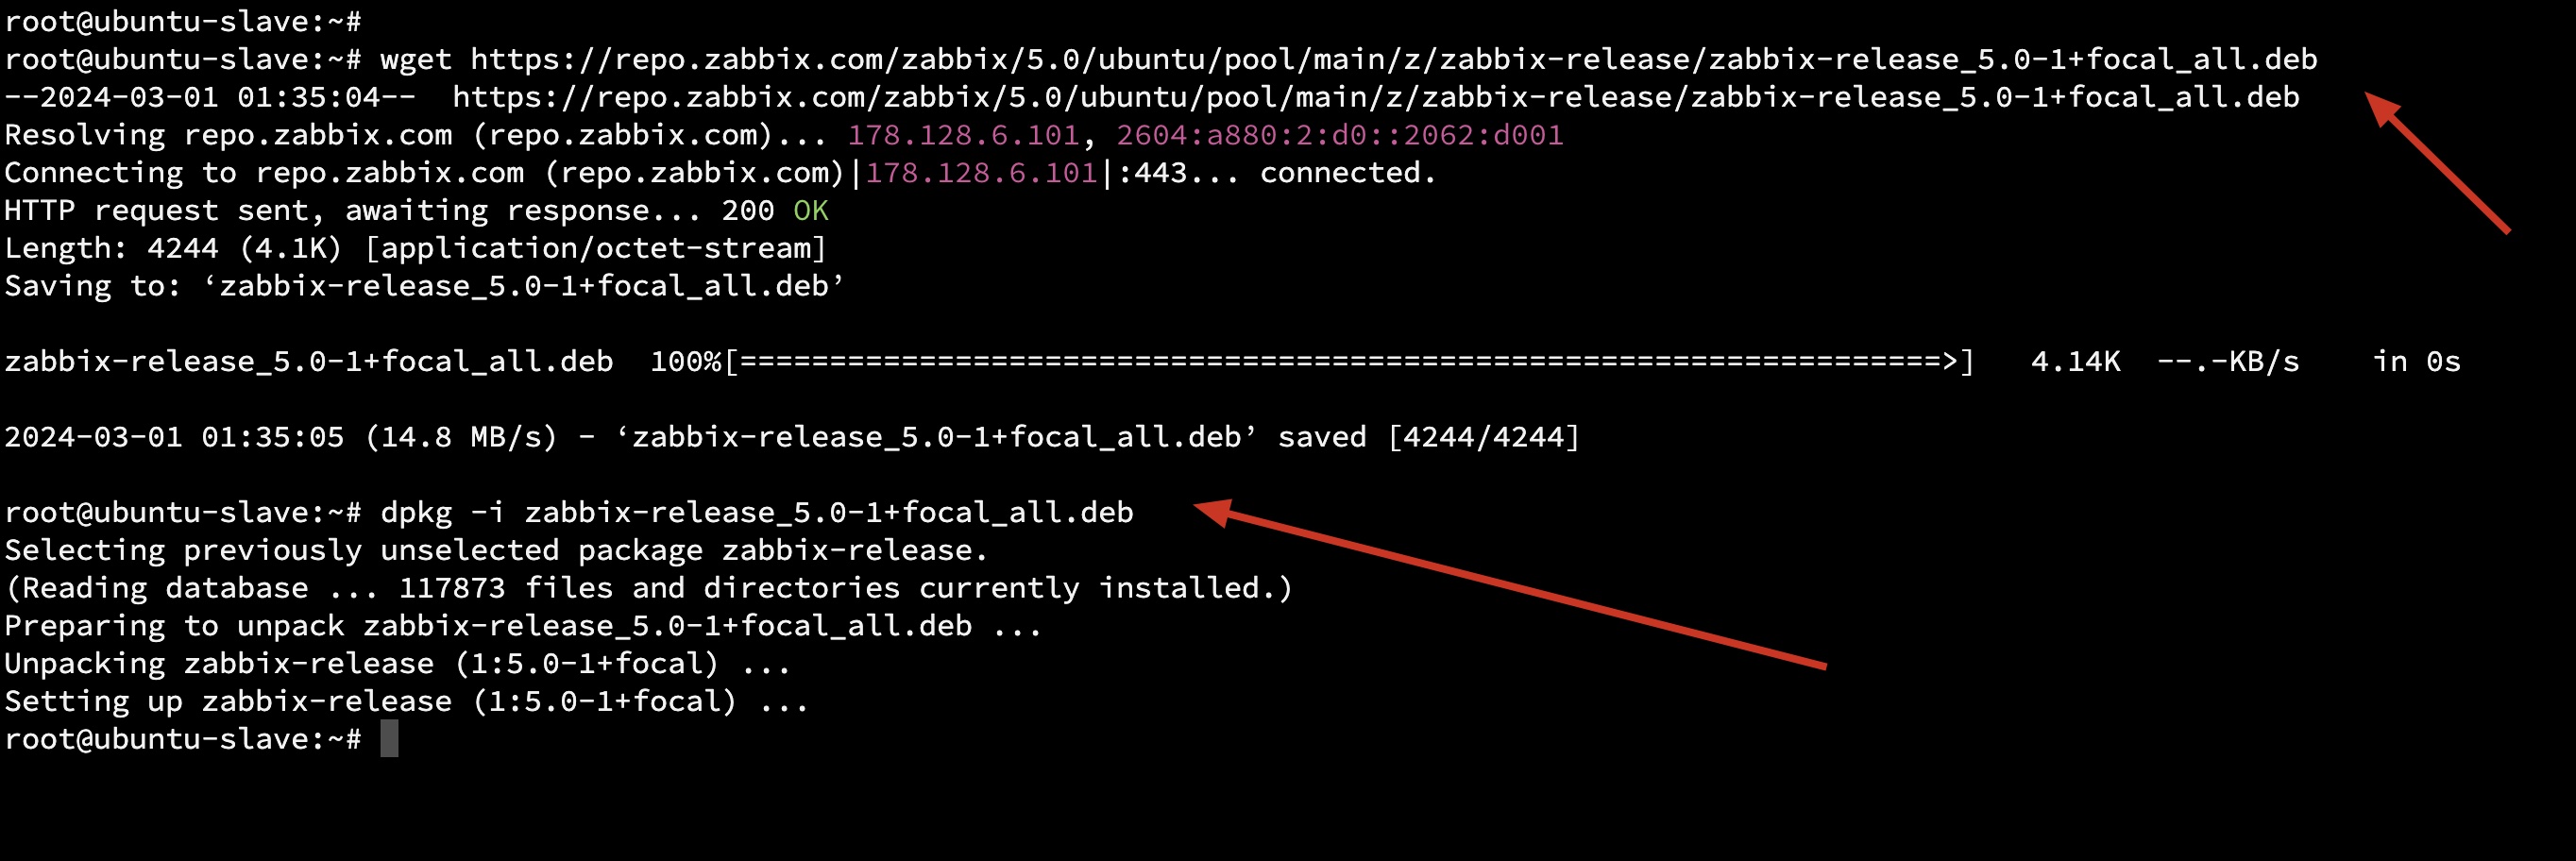 root@ubuntu-slave:~#
root@ubuntu-slave:~# wget https://repo.zabbix.com/zabbix/5.0/ubuntu/pool/main/z/zabbix-release/zabbix-release_5.0-1+focal_all.deb
--2024-03-01 01:35:04--  https://repo.zabbix.com/zabbix/5.0/ubuntu/pool/main/z/zabbix-release/zabbix-release_5.0-1+focal_all.deb
Resolving repo.zabbix.com (repo.zabbix.com)... 178.128.6.101, 2604:a880:2:d0::2062:d001
Connecting to repo.zabbix.com (repo.zabbix.com)|178.128.6.101|:443... connected.
HTTP request sent, awaiting response... 200 OK
Length: 4244 (4.1K) [application/octet-stream]
Saving to: ‘zabbix-release_5.0-1+focal_all.deb’
zabbix-release_5.0-1+focal_all.deb  100%[===================================================================>]   4.14K  --.-KB/s    in 0s
2024-03-01 01:35:05 (14.8 MB/s) - ‘zabbix-release_5.0-1+focal_all.deb’ saved [4244/4244]
root@ubuntu-slave:~# dpkg -i zabbix-release_5.0-1+focal_all.deb
Selecting previously unselected package zabbix-release.
(Reading database ... 117873 files and directories currently installed.)
Preparing to unpack zabbix-release_5.0-1+focal_all.deb ...
Unpacking zabbix-release (1:5.0-1+focal) ...
Setting up zabbix-release (1:5.0-1+focal) ...
root@ubuntu-slave:~#